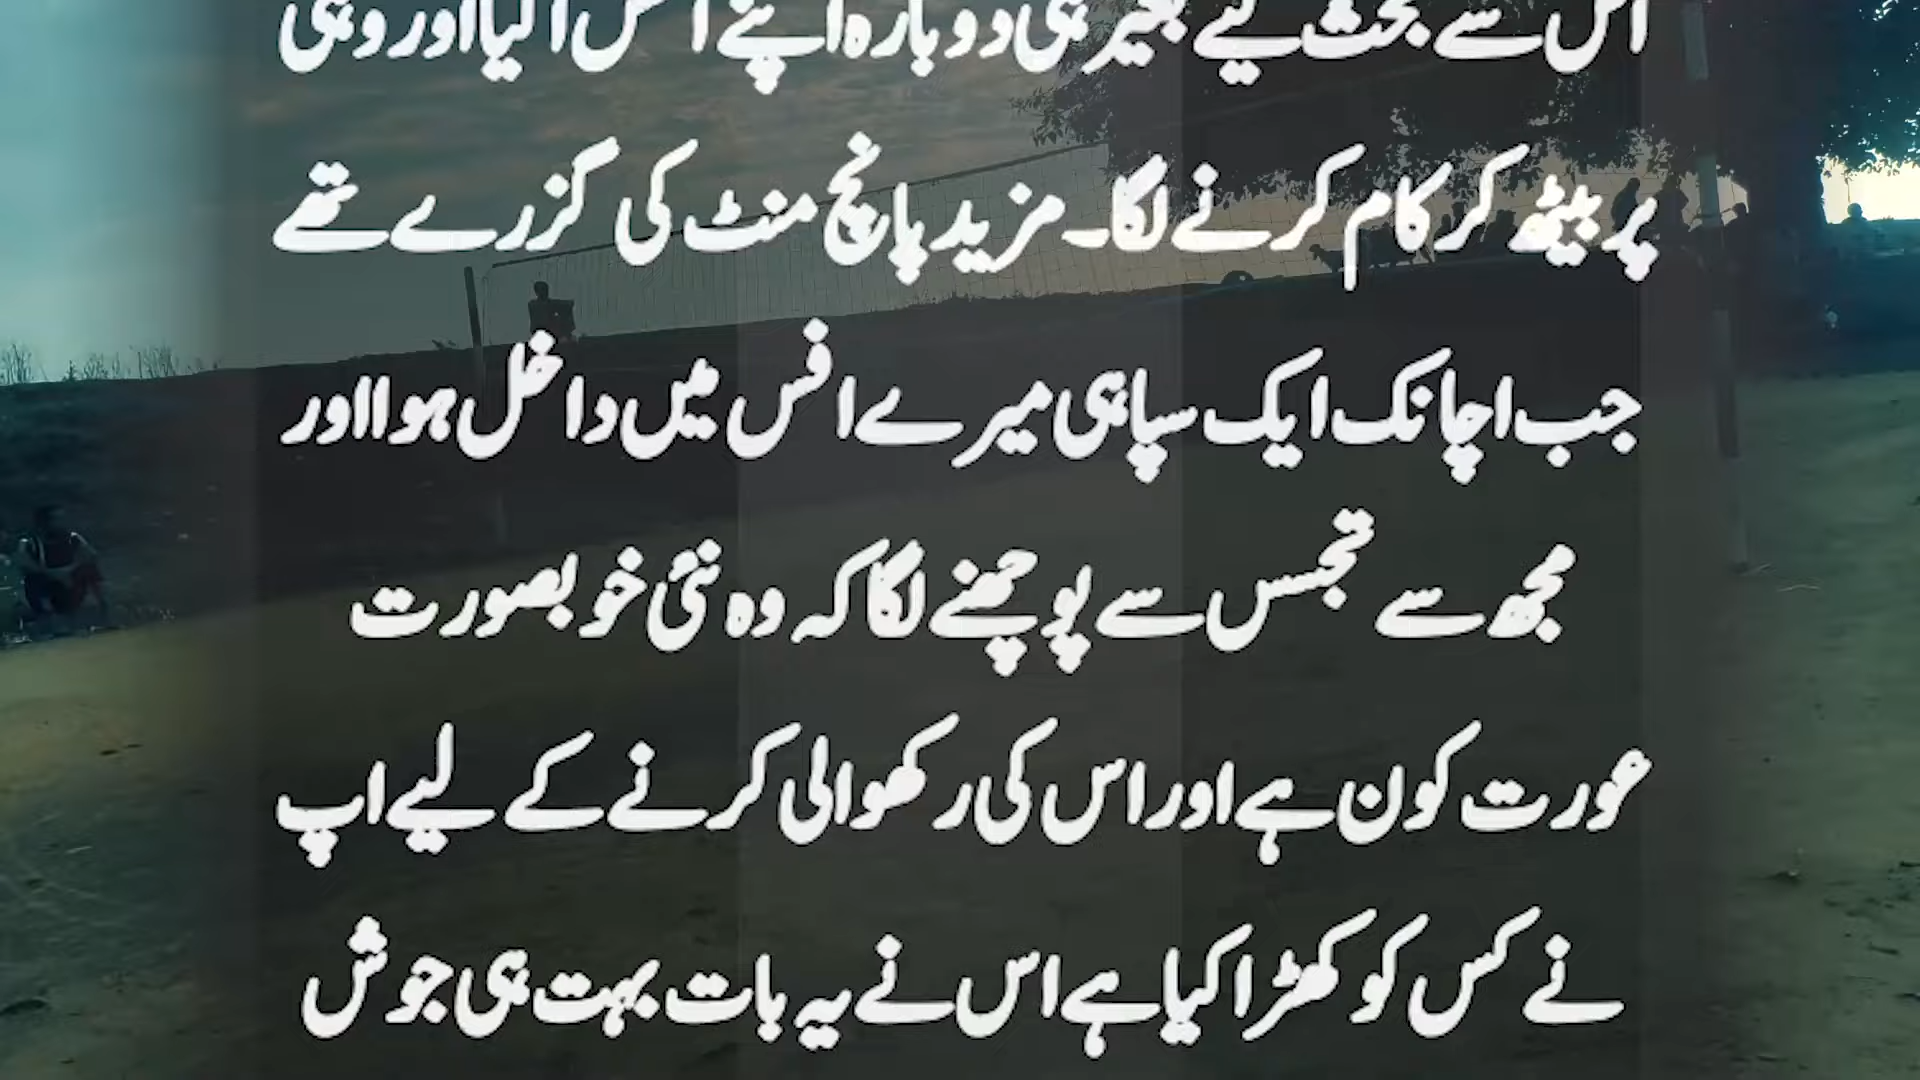 اس سے بحث کیے بغیر ہی دوبارہ اپنے افس اگیا اور وہی
پر بیٹھ کر کام کرنے لگا۔ مزید پانچ منٹ کی گزرے تھے
جب اچانک ایک سپاہی میرے افس میں داخل ہوا اور
مجھ سے تجسس سے پوچھنے لگا کہ وہ نئی خوبصورت
عورت کون ہے اور اس کی رکھوالی کرنے کے لیے اپ
نے کس کو کھڑا کیا ہے اس نے یہ بات بہت ہی جوش